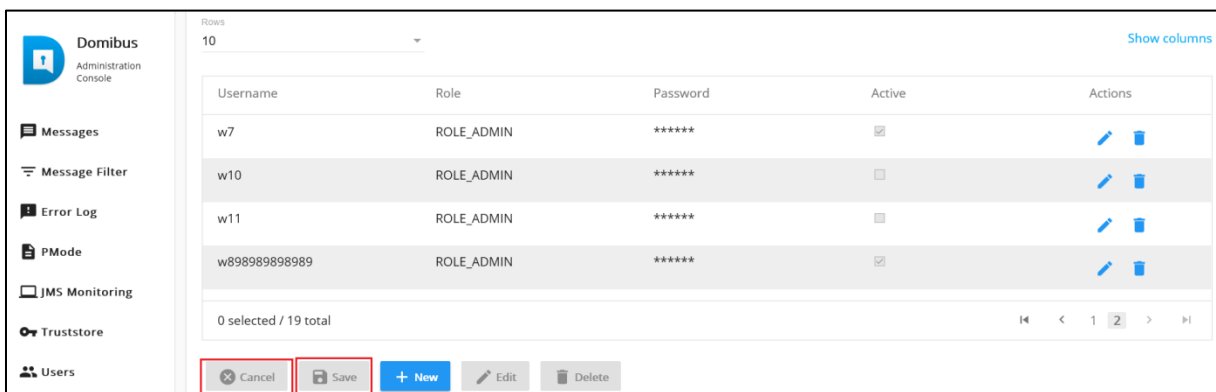 Domibus
Administration
Console
Messages
Message Filter
Error Log
PMode
JMS Monitoring
Truststore
Users
Rows
10
Show columns
Username Role Password Active Actions
w7 ROLE_ADMIN ******
w10 ROLE_ADMIN ******
w11 ROLE_ADMIN ******
w898989898989 ROLE_ADMIN ******
0 selected / 19 total 1 2
Cancel Save + New Edit Delete